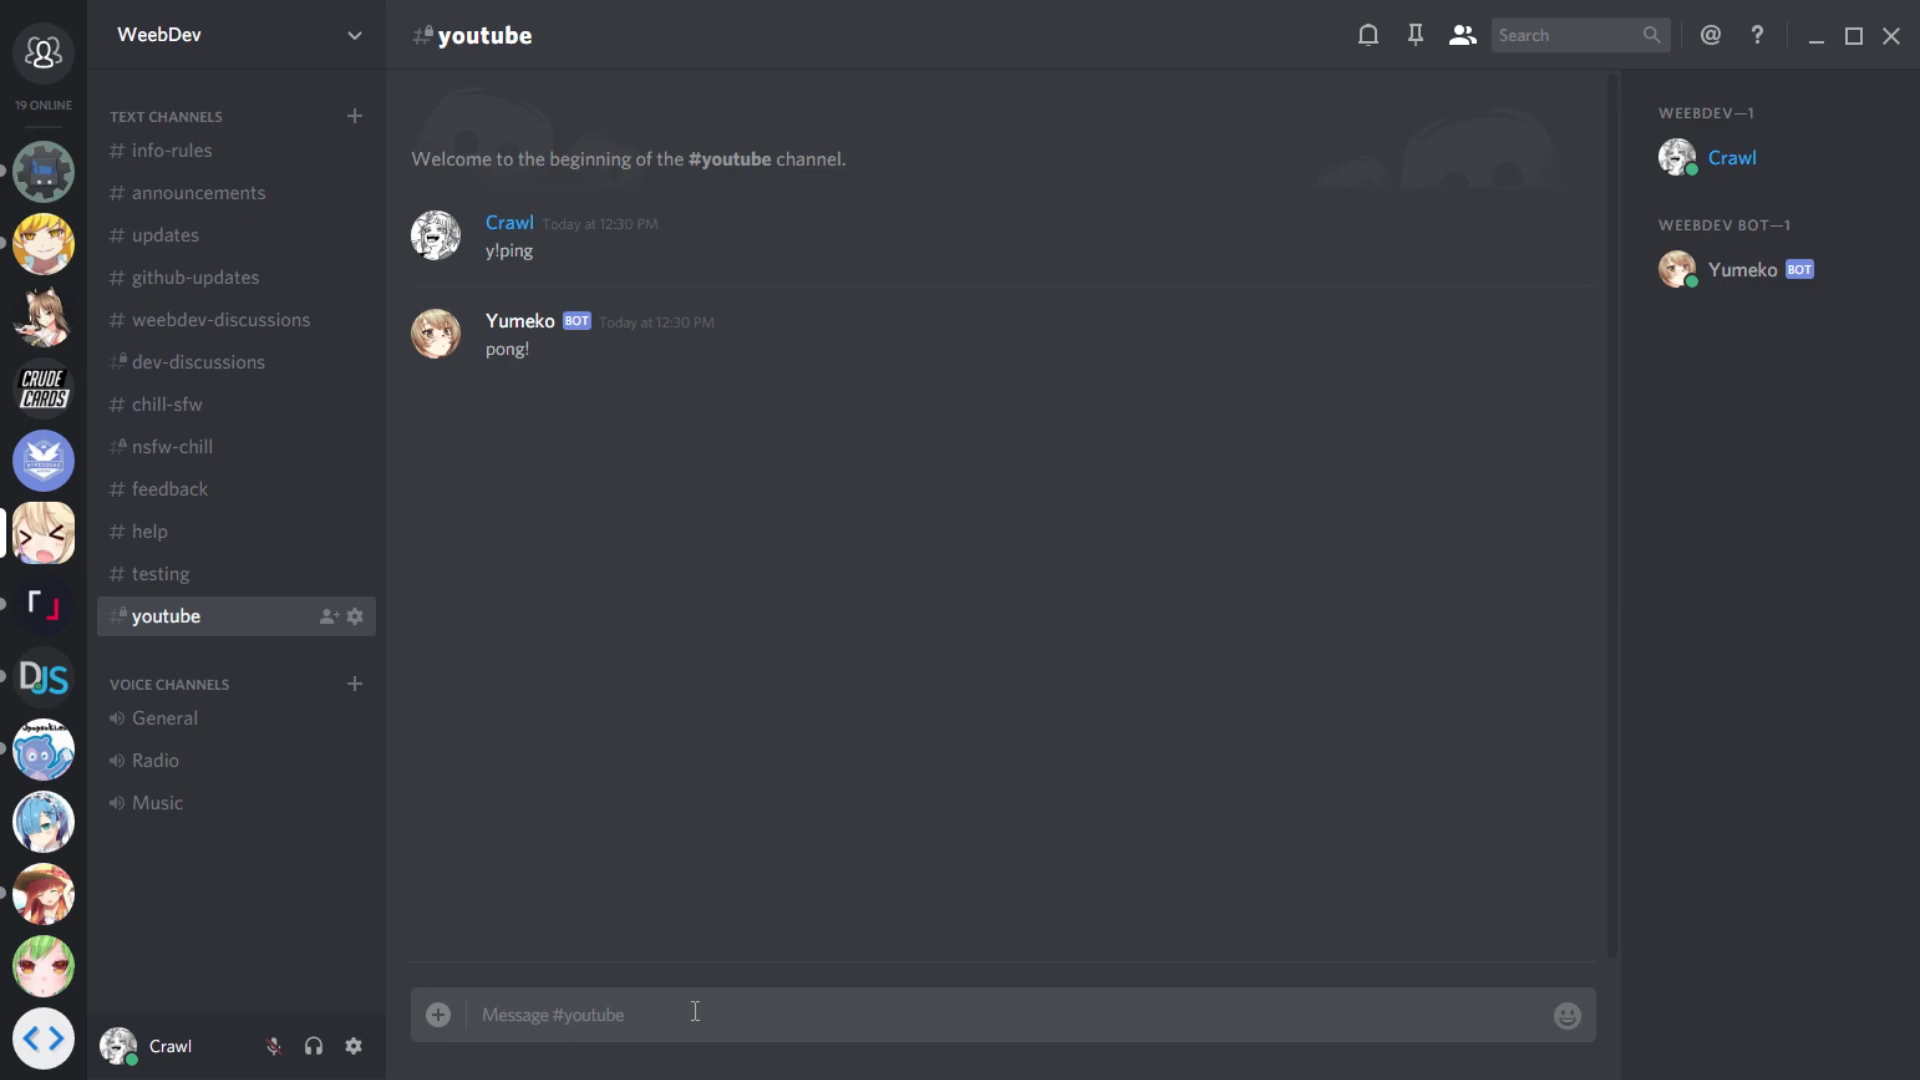 19 ONLINE
CRUDE
CARDS
DJS
WeebDev
TEXT CHANNELS
# info-rules
# announcements
# updates
# github-updates
# weebdev-discussions
# dev-discussions
# chill-sfw
# nsfw-chill
# feedback
# help
# testing
# youtube
VOICE CHANNELS
General
Radio
Music
Crawl
# youtube
Search
@ ?
Welcome to the beginning of the #youtube channel.
Crawl Today at 12:30 PM
y!ping
Yumeko BOT Today at 12:30 PM
pong!
Message #youtube
WEEBDEV—1
Crawl
WEEBDEV BOT—1
Yumeko BOT